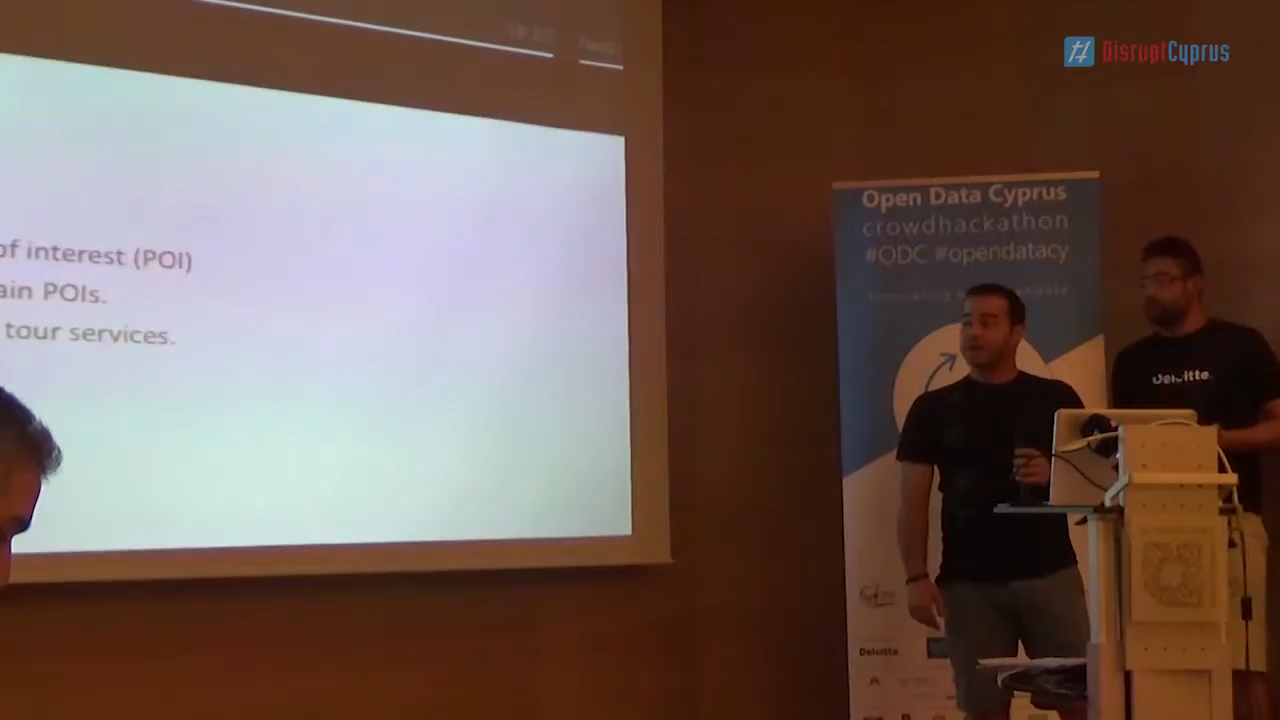 DisruptCyprus
of interest (POI)
ain POIs.
tour services.
Open Data Cyprus
crowdhackathon
#ODC #opendatacy
Deloitte.
Deloitte.